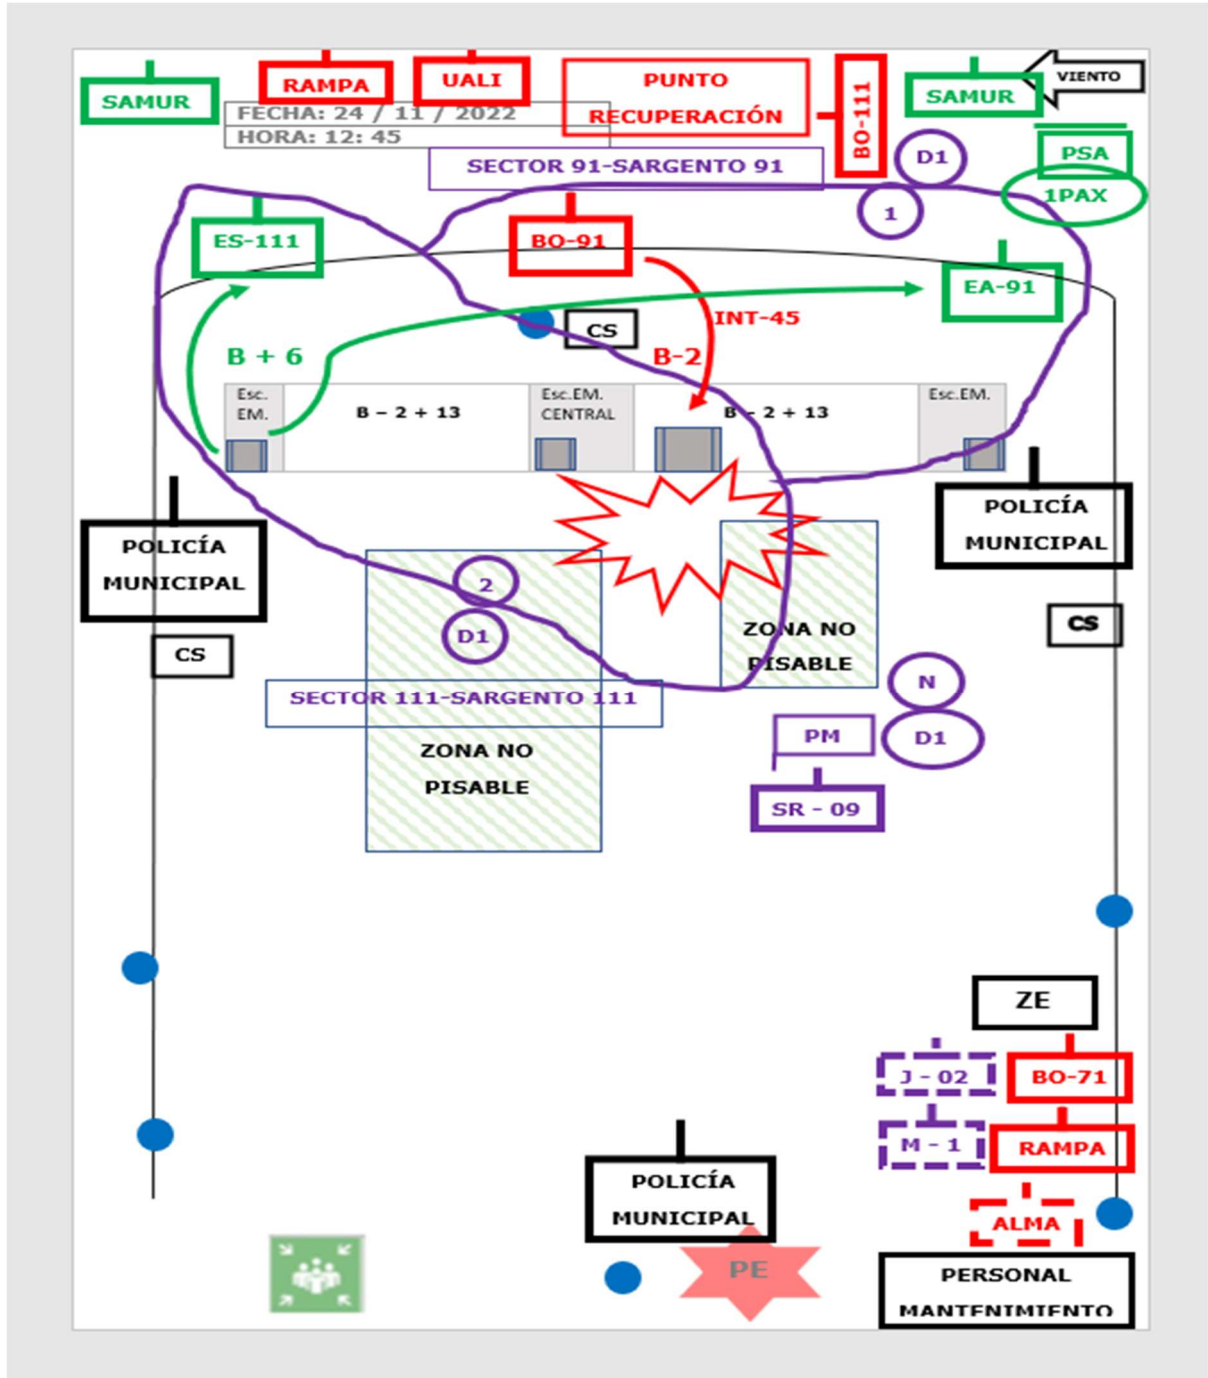 SAMUR
RAMPA
UALI
PUNTO
RECUPERACIÓN
BO-111
SAMUR
VIENTO
FECHA: 24 / 11 / 2022
HORA: 12: 45
SECTOR 91-SARGENTO 91
D1
PSA
1
1PAX
ES-111
BO-91
EA-91
CS
INT-45
B + 6
B-2
Esc.
EM.
B – 2 + 13
Esc.EM.
CENTRAL
B – 2 + 13
Esc.EM.
POLICÍA
MUNICIPAL
POLICÍA
MUNICIPAL
2
D1
CS
CS
ZONA NO
PISABLE
SECTOR 111-SARGENTO 111
N
PM
D1
ZONA NO
PISABLE
SR - 09
ZE
J - 02
BO-71
M - 1
RAMPA
POLICÍA
MUNICIPAL
ALMA
PE
PERSONAL
MANTENIMIENTO